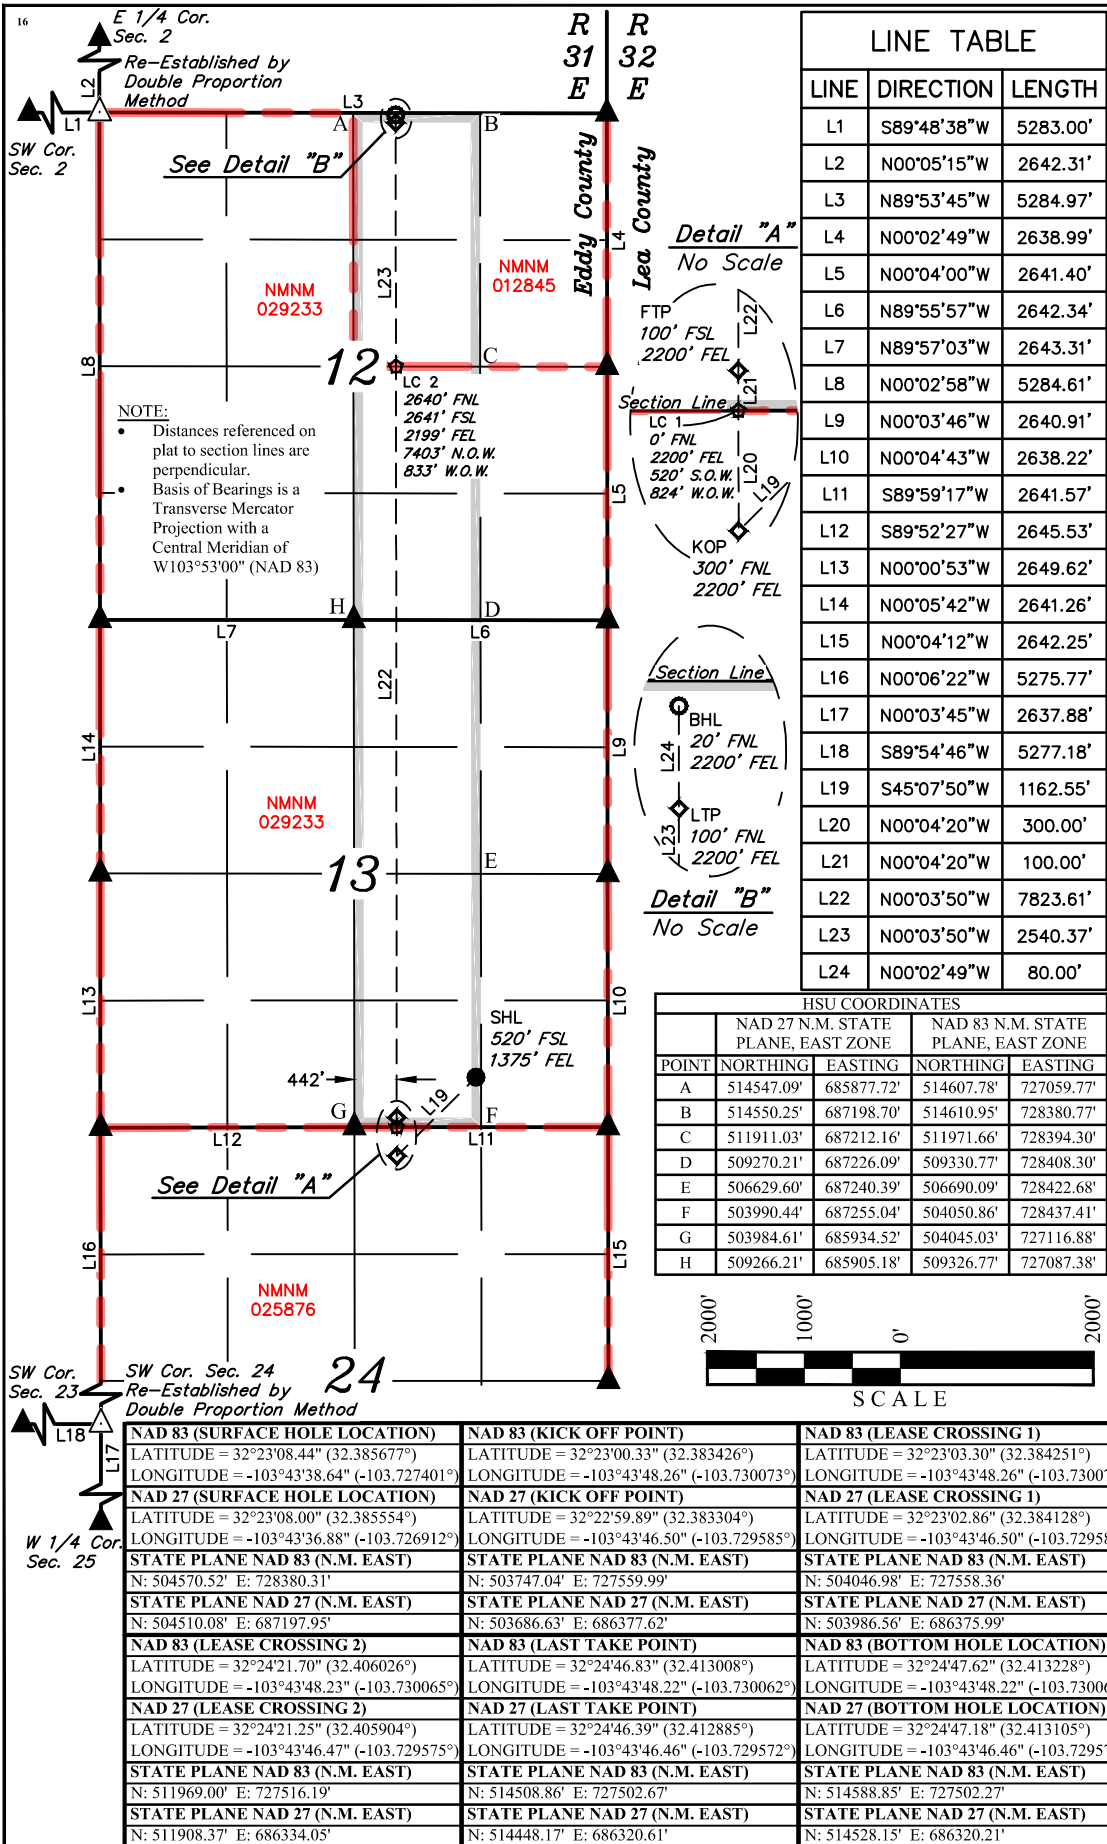 16
E 1/4 Cor.
Sec. 2
Re-Established by
Double Proportion
Method
L2
L1
SW Cor.
Sec. 2
L3
A
B
See Detail "B"
R
31
E
R
32
E
Eddy County
Lea County
L4
L23
NMNM
029233
NMNM
012845
L8
12
C
LC 2
2640' FNL
2641' FSL
2199' FEL
7403' N.O.W.
833' W.O.W.
NOTE:
• Distances referenced on
plat to section lines are
perpendicular.
• Basis of Bearings is a
Transverse Mercator
Projection with a
Central Meridian of
W103°53'00" (NAD 83)
L5
H
D
L7
L6
L22
L14
L9
NMNM
029233
13
E
L13
L10
SHL
520' FSL
1375' FEL
442'
L19
G
F
L12
L11
See Detail "A"
L16
L15
NMNM
025876
24
SW Cor.
Sec. 23
SW Cor. Sec. 24
Re-Established by
Double Proportion Method
L18
L17
W 1/4 Cor.
Sec. 25
Detail "A"
No Scale
FTP
100' FSL
2200' FEL
L22
L21
Section Line
LC 1
0' FNL
2200' FEL
520' S.O.W.
824' W.O.W.
L20
L19
KOP
300' FNL
2200' FEL
Section Line
BHL
20' FNL
2200' FEL
L24
LTP
100' FNL
2200' FEL
L23
Detail "B"
No Scale
LINE TABLE
LINE DIRECTION LENGTH
L1 S89°48'38"W 5283.00'
L2 N00°05'15"W 2642.31'
L3 N89°53'45"W 5284.97'
L4 N00°02'49"W 2638.99'
L5 N00°04'00"W 2641.40'
L6 N89°55'57"W 2642.34'
L7 N89°57'03"W 2643.31'
L8 N00°02'58"W 5284.61'
L9 N00°03'46"W 2640.91'
L10 N00°04'43"W 2638.22'
L11 S89°59'17"W 2641.57'
L12 S89°52'27"W 2645.53'
L13 N00°00'53"W 2649.62'
L14 N00°05'42"W 2641.26'
L15 N00°04'12"W 2642.25'
L16 N00°06'22"W 5275.77'
L17 N00°03'45"W 2637.88'
L18 S89°54'46"W 5277.18'
L19 S45°07'50"W 1162.55'
L20 N00°04'20"W 300.00'
L21 N00°04'20"W 100.00'
L22 N00°03'50"W 7823.61'
L23 N00°03'50"W 2540.37'
L24 N00°02'49"W 80.00'
HSU COORDINATES
NAD 27 N.M. STATE PLANE, EAST ZONE NAD 83 N.M. STATE PLANE, EAST ZONE
POINT NORTHING EASTING NORTHING EASTING
A 514547.09' 685877.72' 514607.78' 727059.77'
B 514550.25' 687198.70' 514610.95' 728380.77'
C 511911.03' 687212.16' 511971.66' 728394.30'
D 509270.21' 687226.09' 509330.77' 728408.30'
E 506629.60' 687240.39' 506690.09' 728422.68'
F 503990.44' 687255.04' 504050.86' 728437.41'
G 503984.61' 685934.52' 504045.03' 727116.88'
H 509266.21' 685905.18' 509326.77' 727087.38'
2000' 1000' 0' 2000'
SCALE
NAD 83 (SURFACE HOLE LOCATION)
LATITUDE = 32°23'08.44" (32.385677°)
LONGITUDE = -103°43'38.64" (-103.727401°)
NAD 27 (SURFACE HOLE LOCATION)
LATITUDE = 32°23'08.00" (32.385554°)
LONGITUDE = -103°43'36.88" (-103.726912°)
STATE PLANE NAD 83 (N.M. EAST)
N: 504570.52' E: 728380.31'
STATE PLANE NAD 27 (N.M. EAST)
N: 504510.08' E: 687197.95'
NAD 83 (KICK OFF POINT)
LATITUDE = 32°23'00.33" (32.383426°)
LONGITUDE = -103°43'48.26" (-103.730073°)
NAD 27 (KICK OFF POINT)
LATITUDE = 32°22'59.89" (32.383304°)
LONGITUDE = -103°43'46.50" (-103.729585°)
STATE PLANE NAD 83 (N.M. EAST)
N: 503747.04' E: 727559.99'
STATE PLANE NAD 27 (N.M. EAST)
N: 503686.63' E: 686377.62'
NAD 83 (LEASE CROSSING 1)
LATITUDE = 32°23'03.30" (32.384251°)
LONGITUDE = -103°43'48.26" (-103.7300
NAD 27 (LEASE CROSSING 1)
LATITUDE = 32°23'02.86" (32.384128°)
LONGITUDE = -103°43'46.50" (-103.72958
STATE PLANE NAD 83 (N.M. EAST)
N: 504046.98' E: 727558.36'
STATE PLANE NAD 27 (N.M. EAST)
N: 503986.56' E: 686375.99'
NAD 83 (LEASE CROSSING 2)
LATITUDE = 32°24'21.70" (32.406026°)
LONGITUDE = -103°43'48.23" (-103.730065°)
NAD 27 (LEASE CROSSING 2)
LATITUDE = 32°24'21.25" (32.405904°)
LONGITUDE = -103°43'46.47" (-103.729575°)
STATE PLANE NAD 83 (N.M. EAST)
N: 511969.00' E: 727516.19'
STATE PLANE NAD 27 (N.M. EAST)
N: 511908.37' E: 686334.05'
NAD 83 (LAST TAKE POINT)
LATITUDE = 32°24'46.83" (32.413008°)
LONGITUDE = -103°43'48.22" (-103.730062°)
NAD 27 (LAST TAKE POINT)
LATITUDE = 32°24'46.39" (32.412885°)
LONGITUDE = -103°43'46.46" (-103.729572°)
STATE PLANE NAD 83 (N.M. EAST)
N: 514508.86' E: 727502.67'
STATE PLANE NAD 27 (N.M. EAST)
N: 514448.17' E: 686320.61'
NAD 83 (BOTTOM HOLE LOCATION)
LATITUDE = 32°24'47.62" (32.413228°)
LONGITUDE = -103°43'48.22" (-103.73006
NAD 27 (BOTTOM HOLE LOCATION)
LATITUDE = 32°24'47.18" (32.413105°)
LONGITUDE = -103°43'46.46" (-103.7295
STATE PLANE NAD 83 (N.M. EAST)
N: 514588.85' E: 727502.27'
STATE PLANE NAD 27 (N.M. EAST)
N: 514528.15' E: 686320.21'